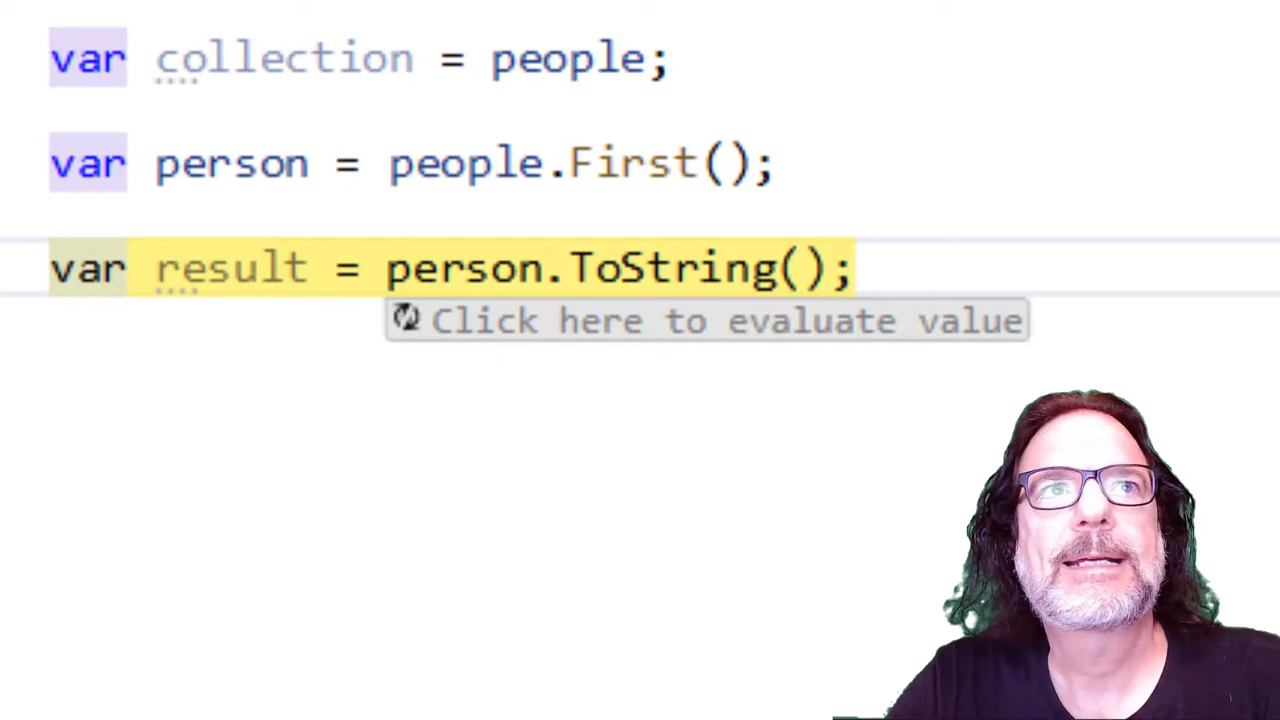 var collection = people;
var person = people.First();
var result = person.ToString();
Click here to evaluate value